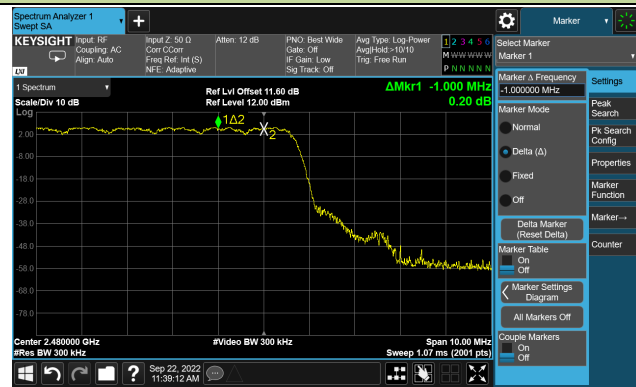 Spectrum Analyzer 1
Swept SA
Marker
KEYSIGHT
LXI
Input: RF
Coupling: AC
Align: Auto
Input Z: 50 Ω
Corr CCorr
Freq Ref: Int (S)
NFE: Adaptive
Atten: 12 dB
PNO: Best Wide
Gate: Off
IF Gain: Low
Sig Track: Off
Avg Type: Log-Power
Avg|Hold:>10/10
Trig: Free Run
1 2 3 4 5 6
M W W W W W
P N N N N N
Select Marker
Marker 1
1 Spectrum
Scale/Div 10 dB
Ref Lvl Offset 11.60 dB
Ref Level 12.00 dBm
ΔMkr1 -1.000 MHz
0.20 dB
Log
1Δ2
2
2.00
-8.00
-18.0
-28.0
-38.0
-48.0
-58.0
-68.0
-78.0
Center 2.480000 GHz
#Res BW 300 kHz
#Video BW 300 kHz
Span 10.00 MHz
Sweep 1.07 ms (2001 pts)
Marker Δ Frequency
-1.000000 MHz
Marker Mode
Normal
Delta (Δ)
Fixed
Off
Delta Marker
(Reset Delta)
Marker Table
On
Off
Marker Settings
Diagram
All Markers Off
Couple Markers
On
Off
Settings
Peak
Search
Pk Search
Config
Properties
Marker
Function
Marker→
Counter
Sep 22, 2022
11:39:12 AM